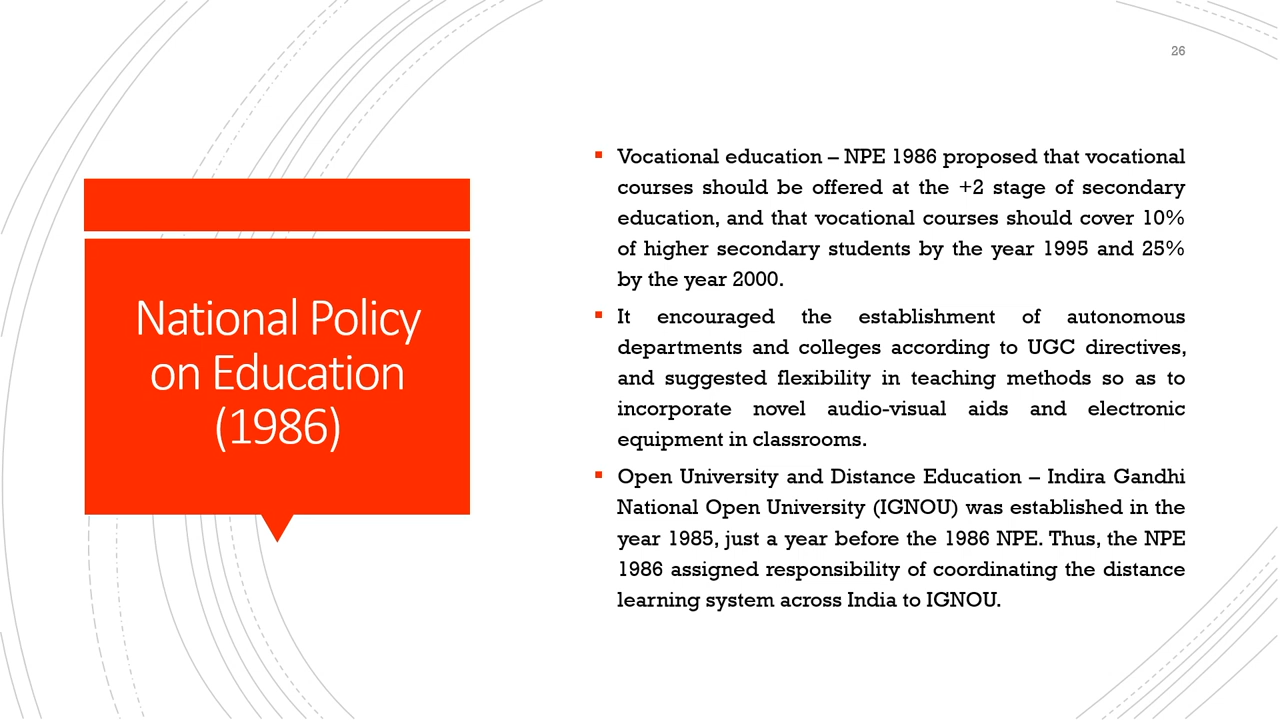 26
National Policy
on Education
(1986)
▪ Vocational education – NPE 1986 proposed that vocational
courses should be offered at the +2 stage of secondary
education, and that vocational courses should cover 10%
of higher secondary students by the year 1995 and 25%
by the year 2000.
▪ It encouraged the establishment of autonomous
departments and colleges according to UGC directives,
and suggested flexibility in teaching methods so as to
incorporate novel audio-visual aids and electronic
equipment in classrooms.
▪ Open University and Distance Education – Indira Gandhi
National Open University (IGNOU) was established in the
year 1985, just a year before the 1986 NPE. Thus, the NPE
1986 assigned responsibility of coordinating the distance
learning system across India to IGNOU.